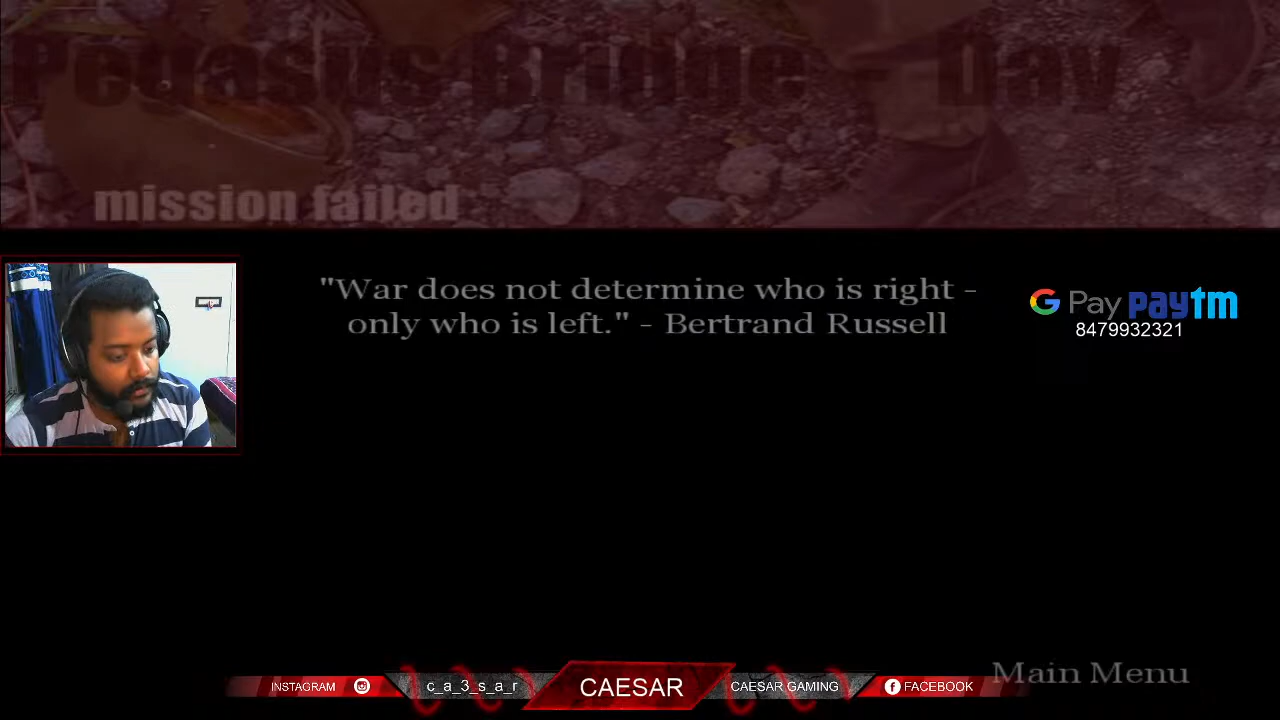 Pegasus Bridge - Day
mission failed
"War does not determine who is right -
only who is left." - Bertrand Russell
G Pay paytm
8479932321
Main Menu
INSTAGRAM c_a_3_s_a_r CAESAR CAESAR GAMING f FACEBOOK